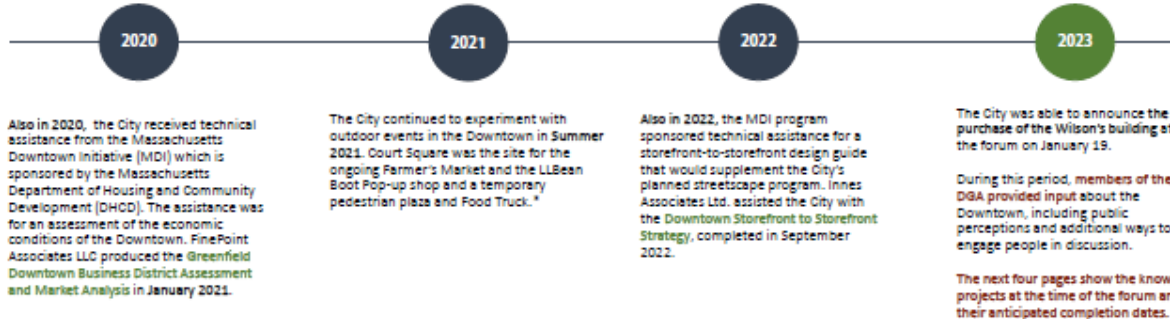 2020
2021
2022
2023
Also in 2020, the City received technical
assistance from the Massachusetts
Downtown Initiative (MDI) which is
sponsored by the Massachusetts
Department of Housing and Community
Development (DHCD). The assistance was
for an assessment of the economic
conditions of the Downtown. FinePoint
Associates LLC produced the Greenfield
Downtown Business District Assessment
and Market Analysis in January 2021.
The City continued to experiment with
outdoor events in the Downtown in Summer
2021. Court Square was the site for the
ongoing Farmer's Market and the LLBean
Boot Pop-up shop and a temporary
pedestrian plaza and Food Truck.*
Also in 2022, the MDI program
sponsored technical assistance for a
storefront-to-storefront design guide
that would supplement the City's
planned streetscape program. Innes
Associates Ltd. assisted the City with
the Downtown Storefront to Storefront
Strategy, completed in September
2022.
The City was able to announce the
purchase of the Wilson's building at
the forum on January 19.
During this period, members of the
DGA provided input about the
Downtown, including public
perceptions and additional ways to
engage people in discussion.
The next four pages show the know
projects at the time of the forum an
their anticipated completion dates.